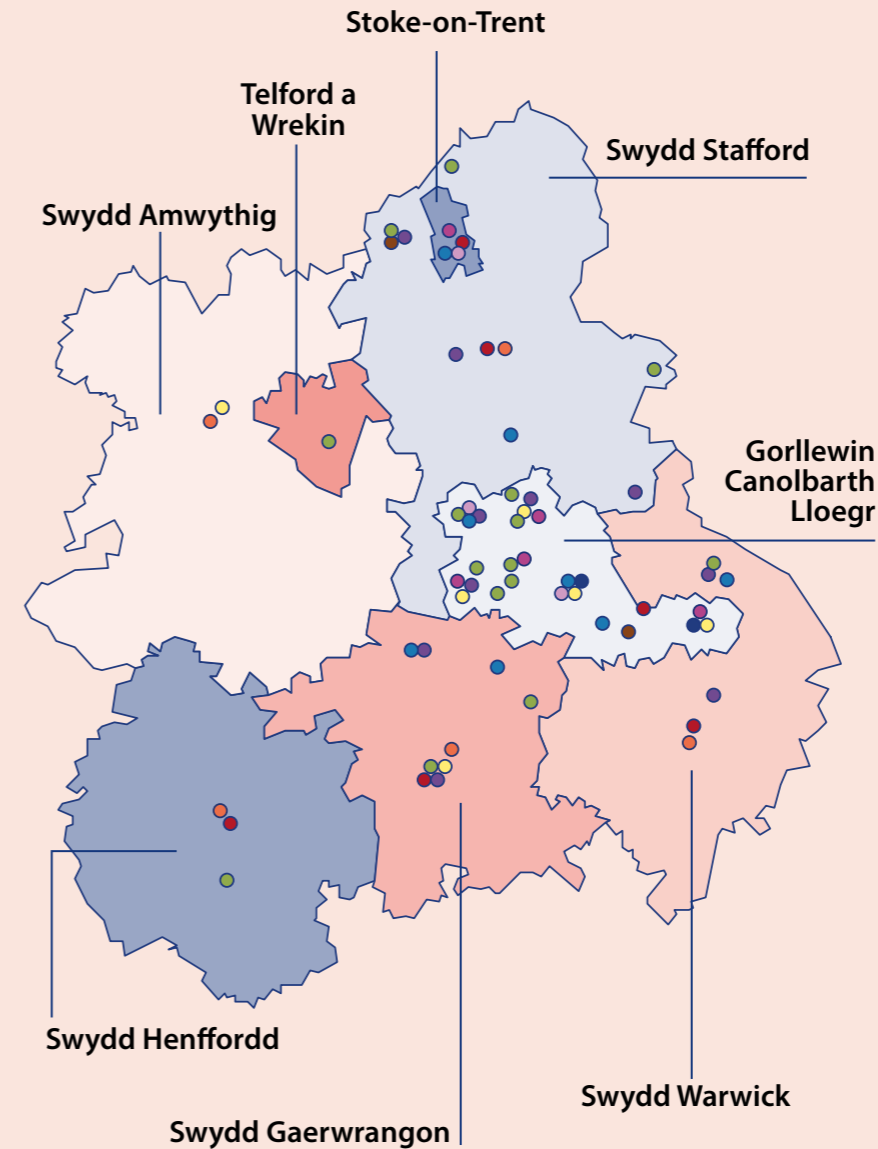 Stoke-on-Trent
Telford a
Wrekin
Swydd Stafford
Swydd Amwythig
Gorllewin
Canolbarth
Lloegr
Swydd Henffordd
Swydd Warwick
Swydd Gaerwrangon